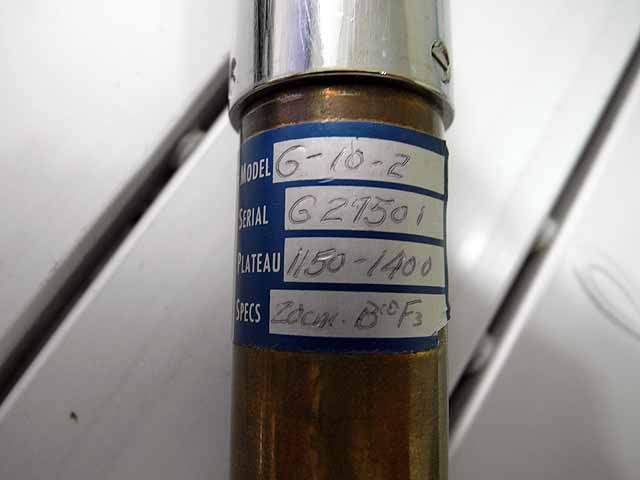 MODEL G-10-2
SERIAL G27501
PLATEAU 1150-1400
SPECS 20cm. B¹⁰F₃